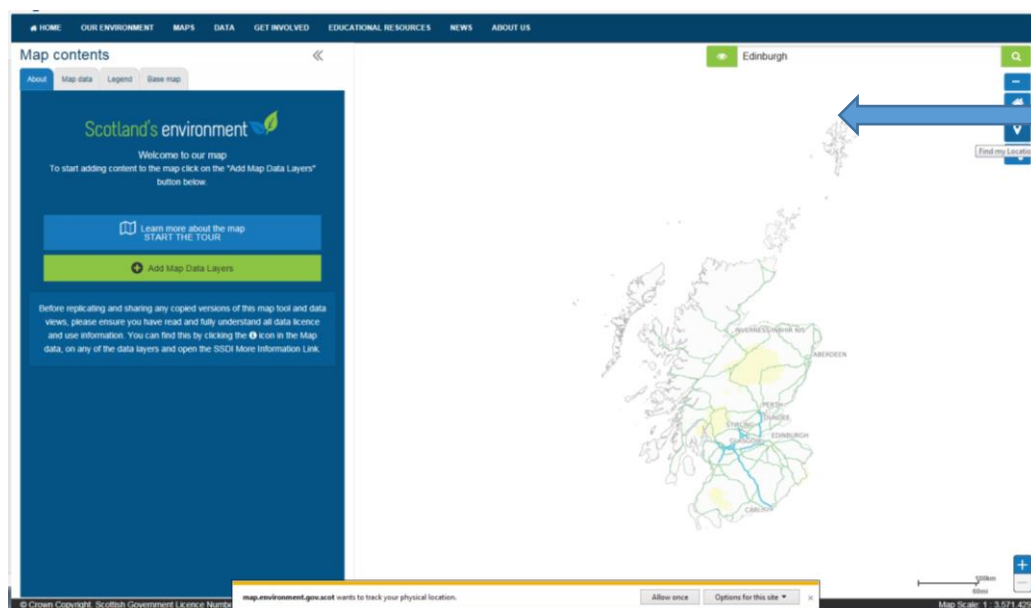 HOME OUR ENVIRONMENT MAPS DATA GET INVOLVED EDUCATIONAL RESOURCES NEWS ABOUT US
Map contents
About Map data Legend Base map
Scotland's environment
Welcome to our map
To start adding content to the map click on the "Add Map Data Layers"
button below.
Learn more about the map
START THE TOUR
Add Map Data Layers
Before replicating and sharing any copied versions of this map tool and data
views, please ensure you have read and fully understand all data licence
and use information. You can find this by clicking the icon in the Map
data, on any of the data layers and open the SSDI More Information Link.
Edinburgh
Find my Locatio
INVERNESS/INBHIR NIS
ABERDEEN
PERTH
DUNDEE
STIRLING
EDINBURGH
GLASGOW
CARLISLE
map.environment.gov.scot wants to track your physical location.
Allow once Options for this site
60mi
© Crown Copyright. Scottish Government Licence Numbe
Map Scale: 1 : 3,571,429